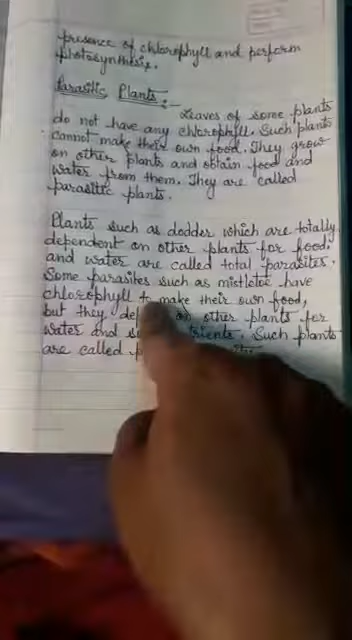 presence of chlorophyll and perform
photosynthesis.
Parasitic Plants:-
Leaves of some plants
do not have any chlorophyll. Such plants
cannot make their own food. They grow
on other plants and obtain food and
water from them. They are called
parasitic plants.
Plants such as dodder which are totally
dependent on other plants for food
and water are called total parasites.
Some parasites such as mistletoe have
chlorophyll to make their own food,
but they on other plants for
water and Such plants
are called